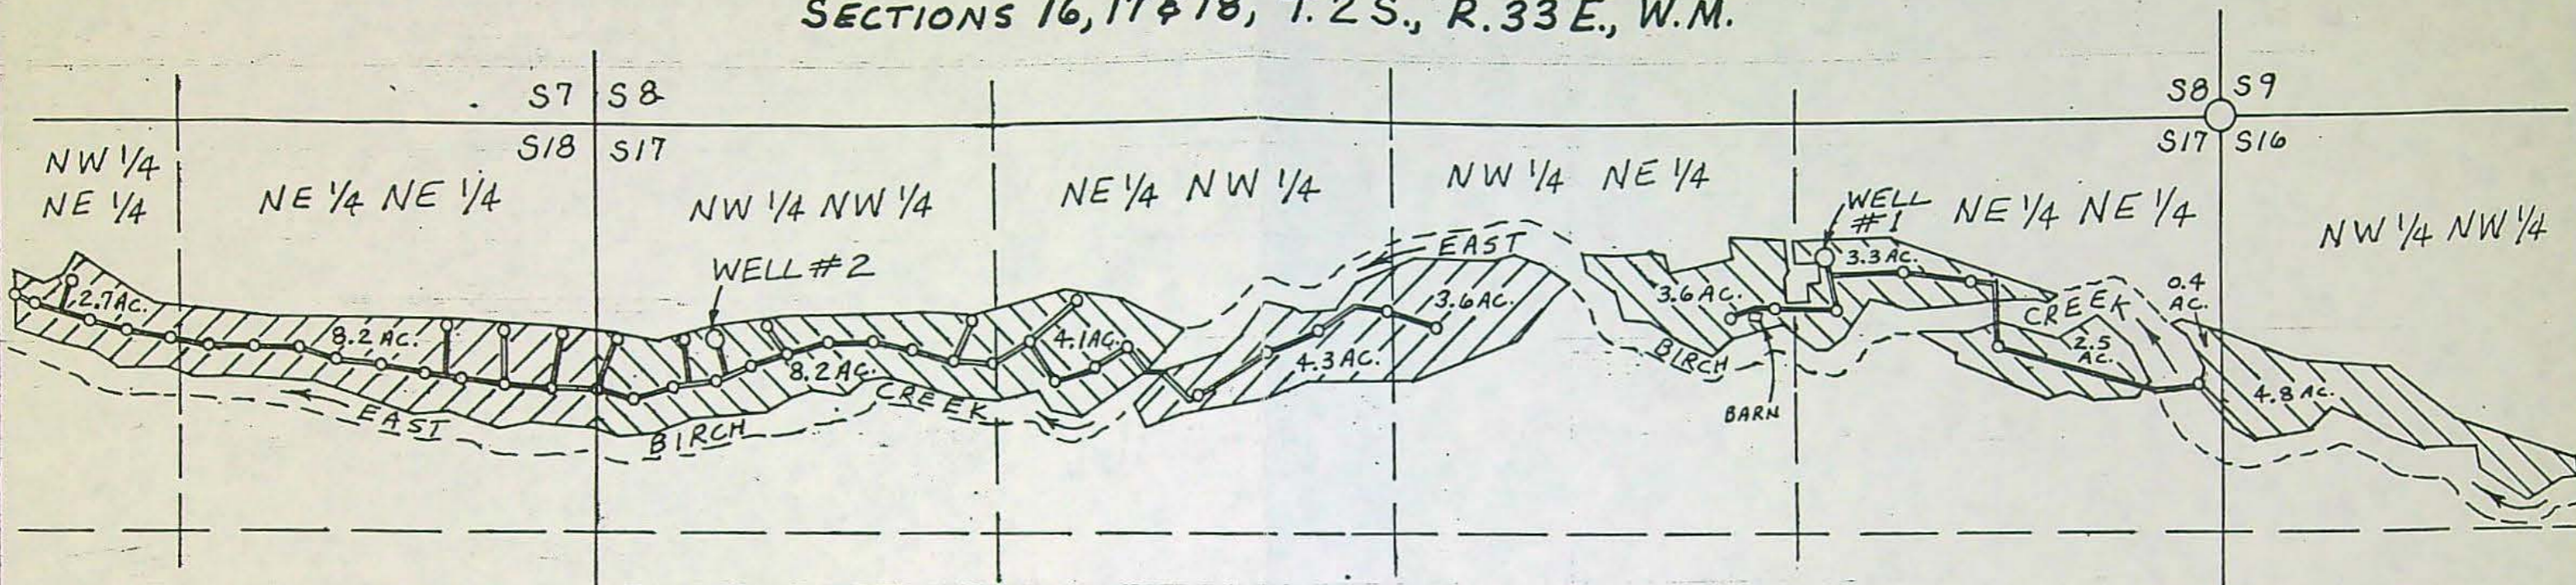 SECTIONS 16, 17 & 18, T. 2 S., R. 33 E., W.M.
S7 S8
S8 S9
S18 S17
S17 S16
NW 1/4
NE 1/4
NE 1/4 NE 1/4
NW 1/4 NW 1/4
NE 1/4 NW 1/4
NW 1/4 NE 1/4
NE 1/4 NE 1/4
NW 1/4 NW 1/4
WELL
#1
WELL #2
EAST
2.7 AC.
8.2 AC.
8.2 AC.
4.1 AC.
4.3 AC.
3.6 AC.
3.6 AC.
3.3 AC.
CREEK
0.4
AC.
2.5
AC.
4.8 AC.
BIRCH
BARN
EAST
BIRCH
CREEK